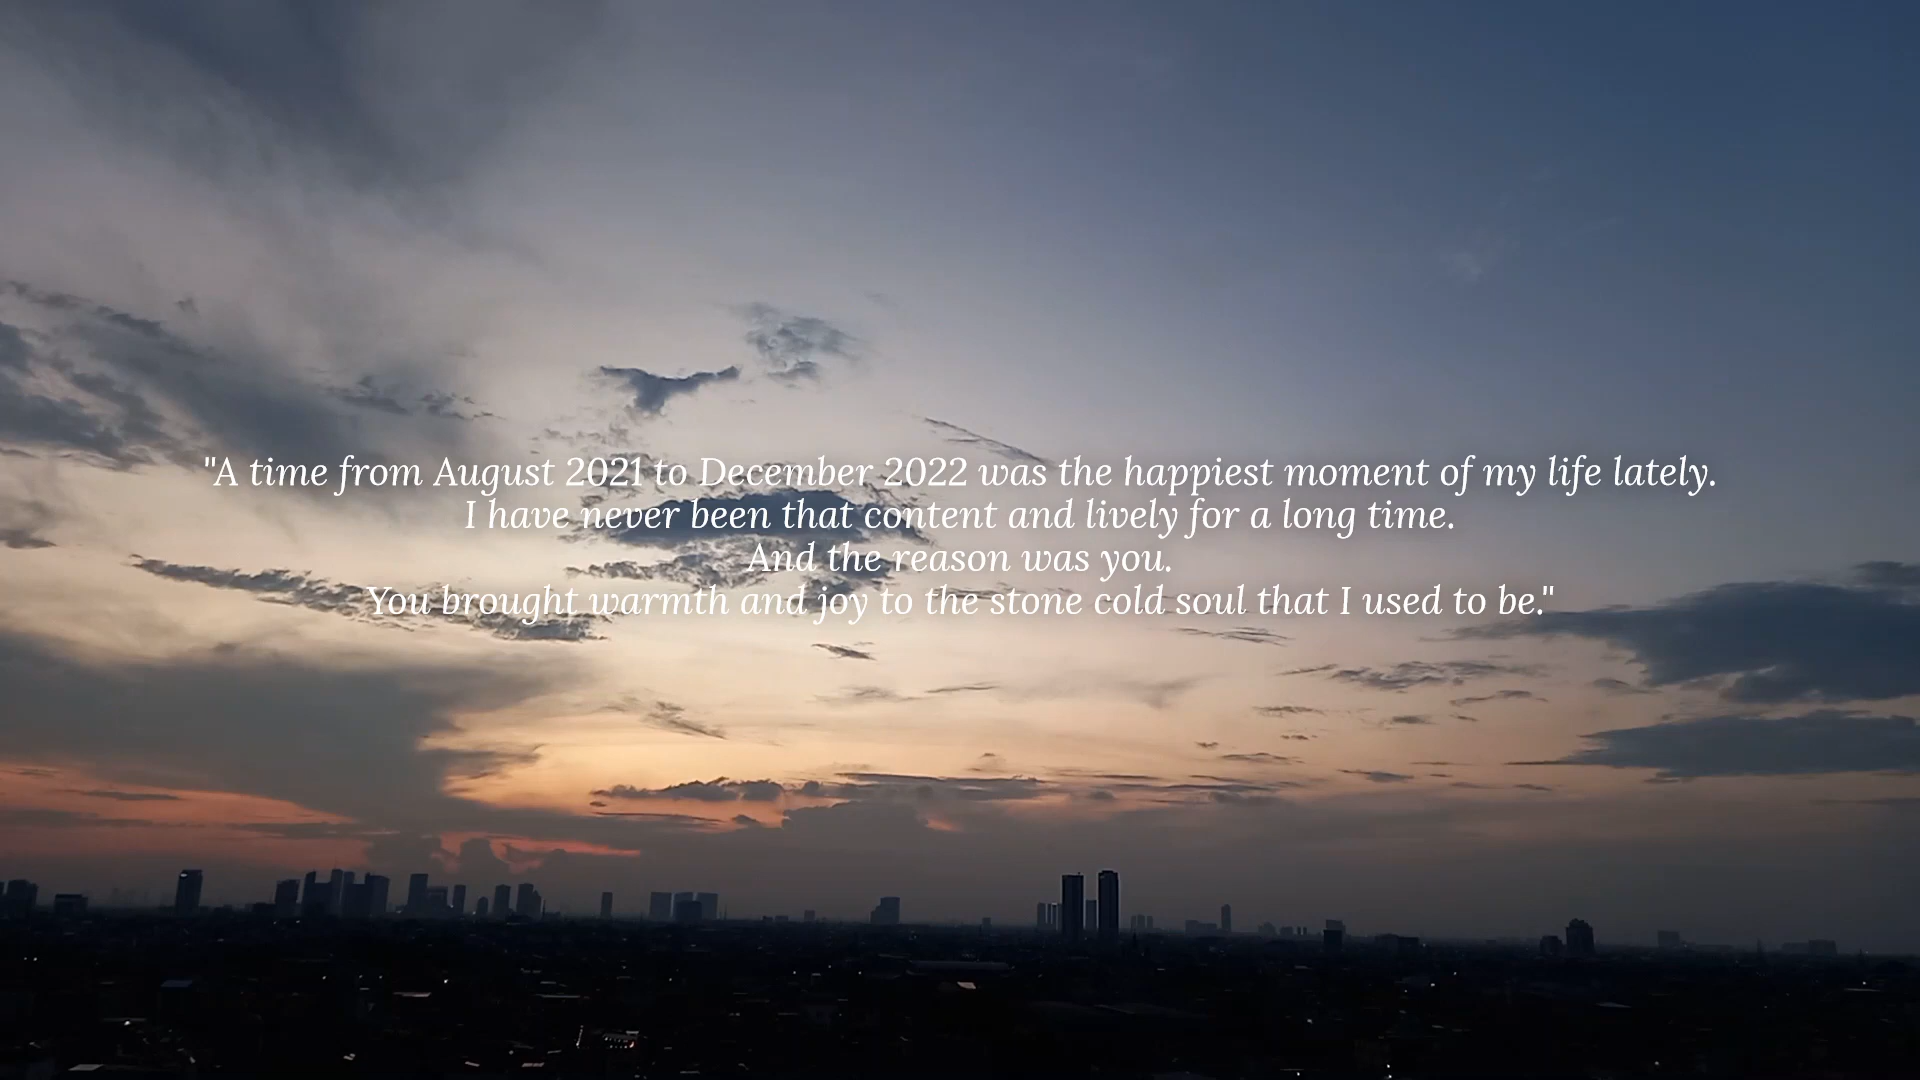 "A time from August 2021 to December 2022 was the happiest moment of my life lately.
I have never been that content and lively for a long time.
And the reason was you.
You brought warmth and joy to the stone cold soul that I used to be."